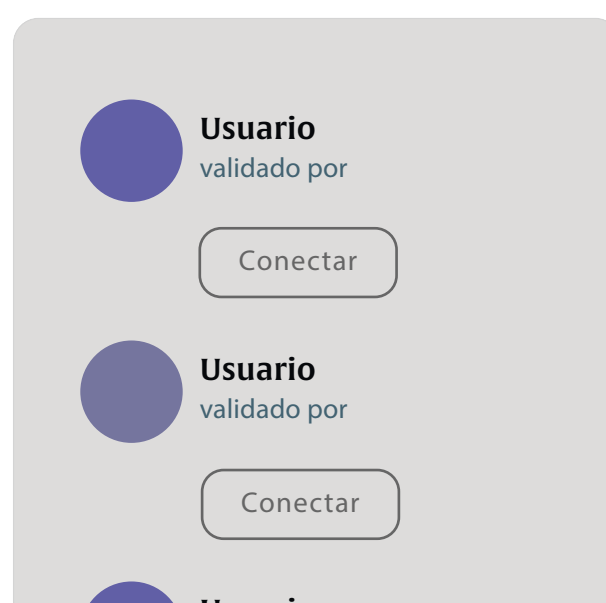 Usuario
validado por
Conectar
Usuario
validado por
Conectar